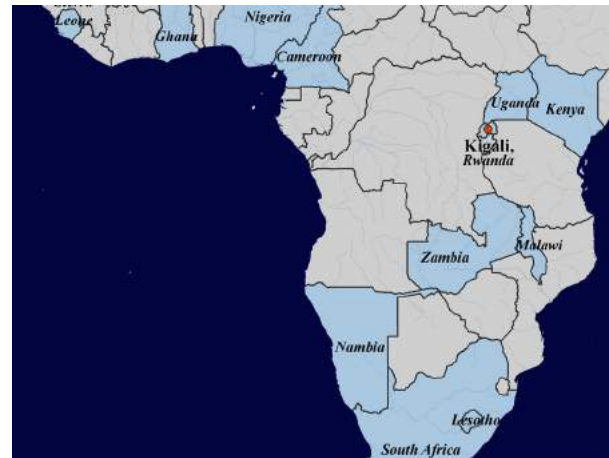 Leone
Ghana
Nigeria
Cameroon
Uganda
Kenya
Kigali,
Rwanda
Zambia
Malawi
Nambia
Lesotho
South Africa